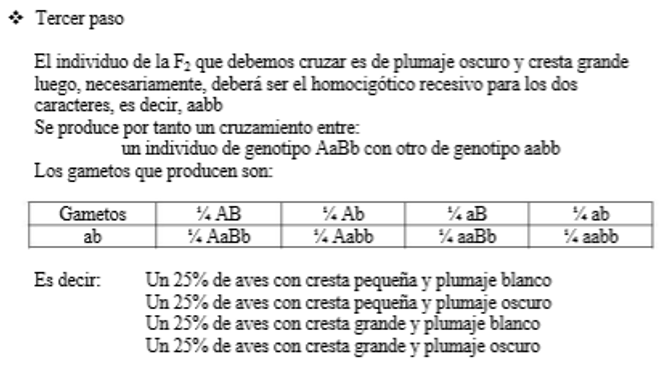 ❖ Tercer paso
El individuo de la F₂ que debemos cruzar es de plumaje oscuro y cresta grande
luego, necesariamente, deberá ser el homocigótico recesivo para los dos
caracteres, es decir, aabb
Se produce por tanto un cruzamiento entre:
un individuo de genotipo AaBb con otro de genotipo aabb
Los gametos que producen son:
Gametos ¼ AB ¼ Ab ¼ aB ¼ ab
ab ¼ AaBb ¼ Aabb ¼ aaBb ¼ aabb
Es decir: Un 25% de aves con cresta pequeña y plumaje blanco
Un 25% de aves con cresta pequeña y plumaje oscuro
Un 25% de aves con cresta grande y plumaje blanco
Un 25% de aves con cresta grande y plumaje oscuro